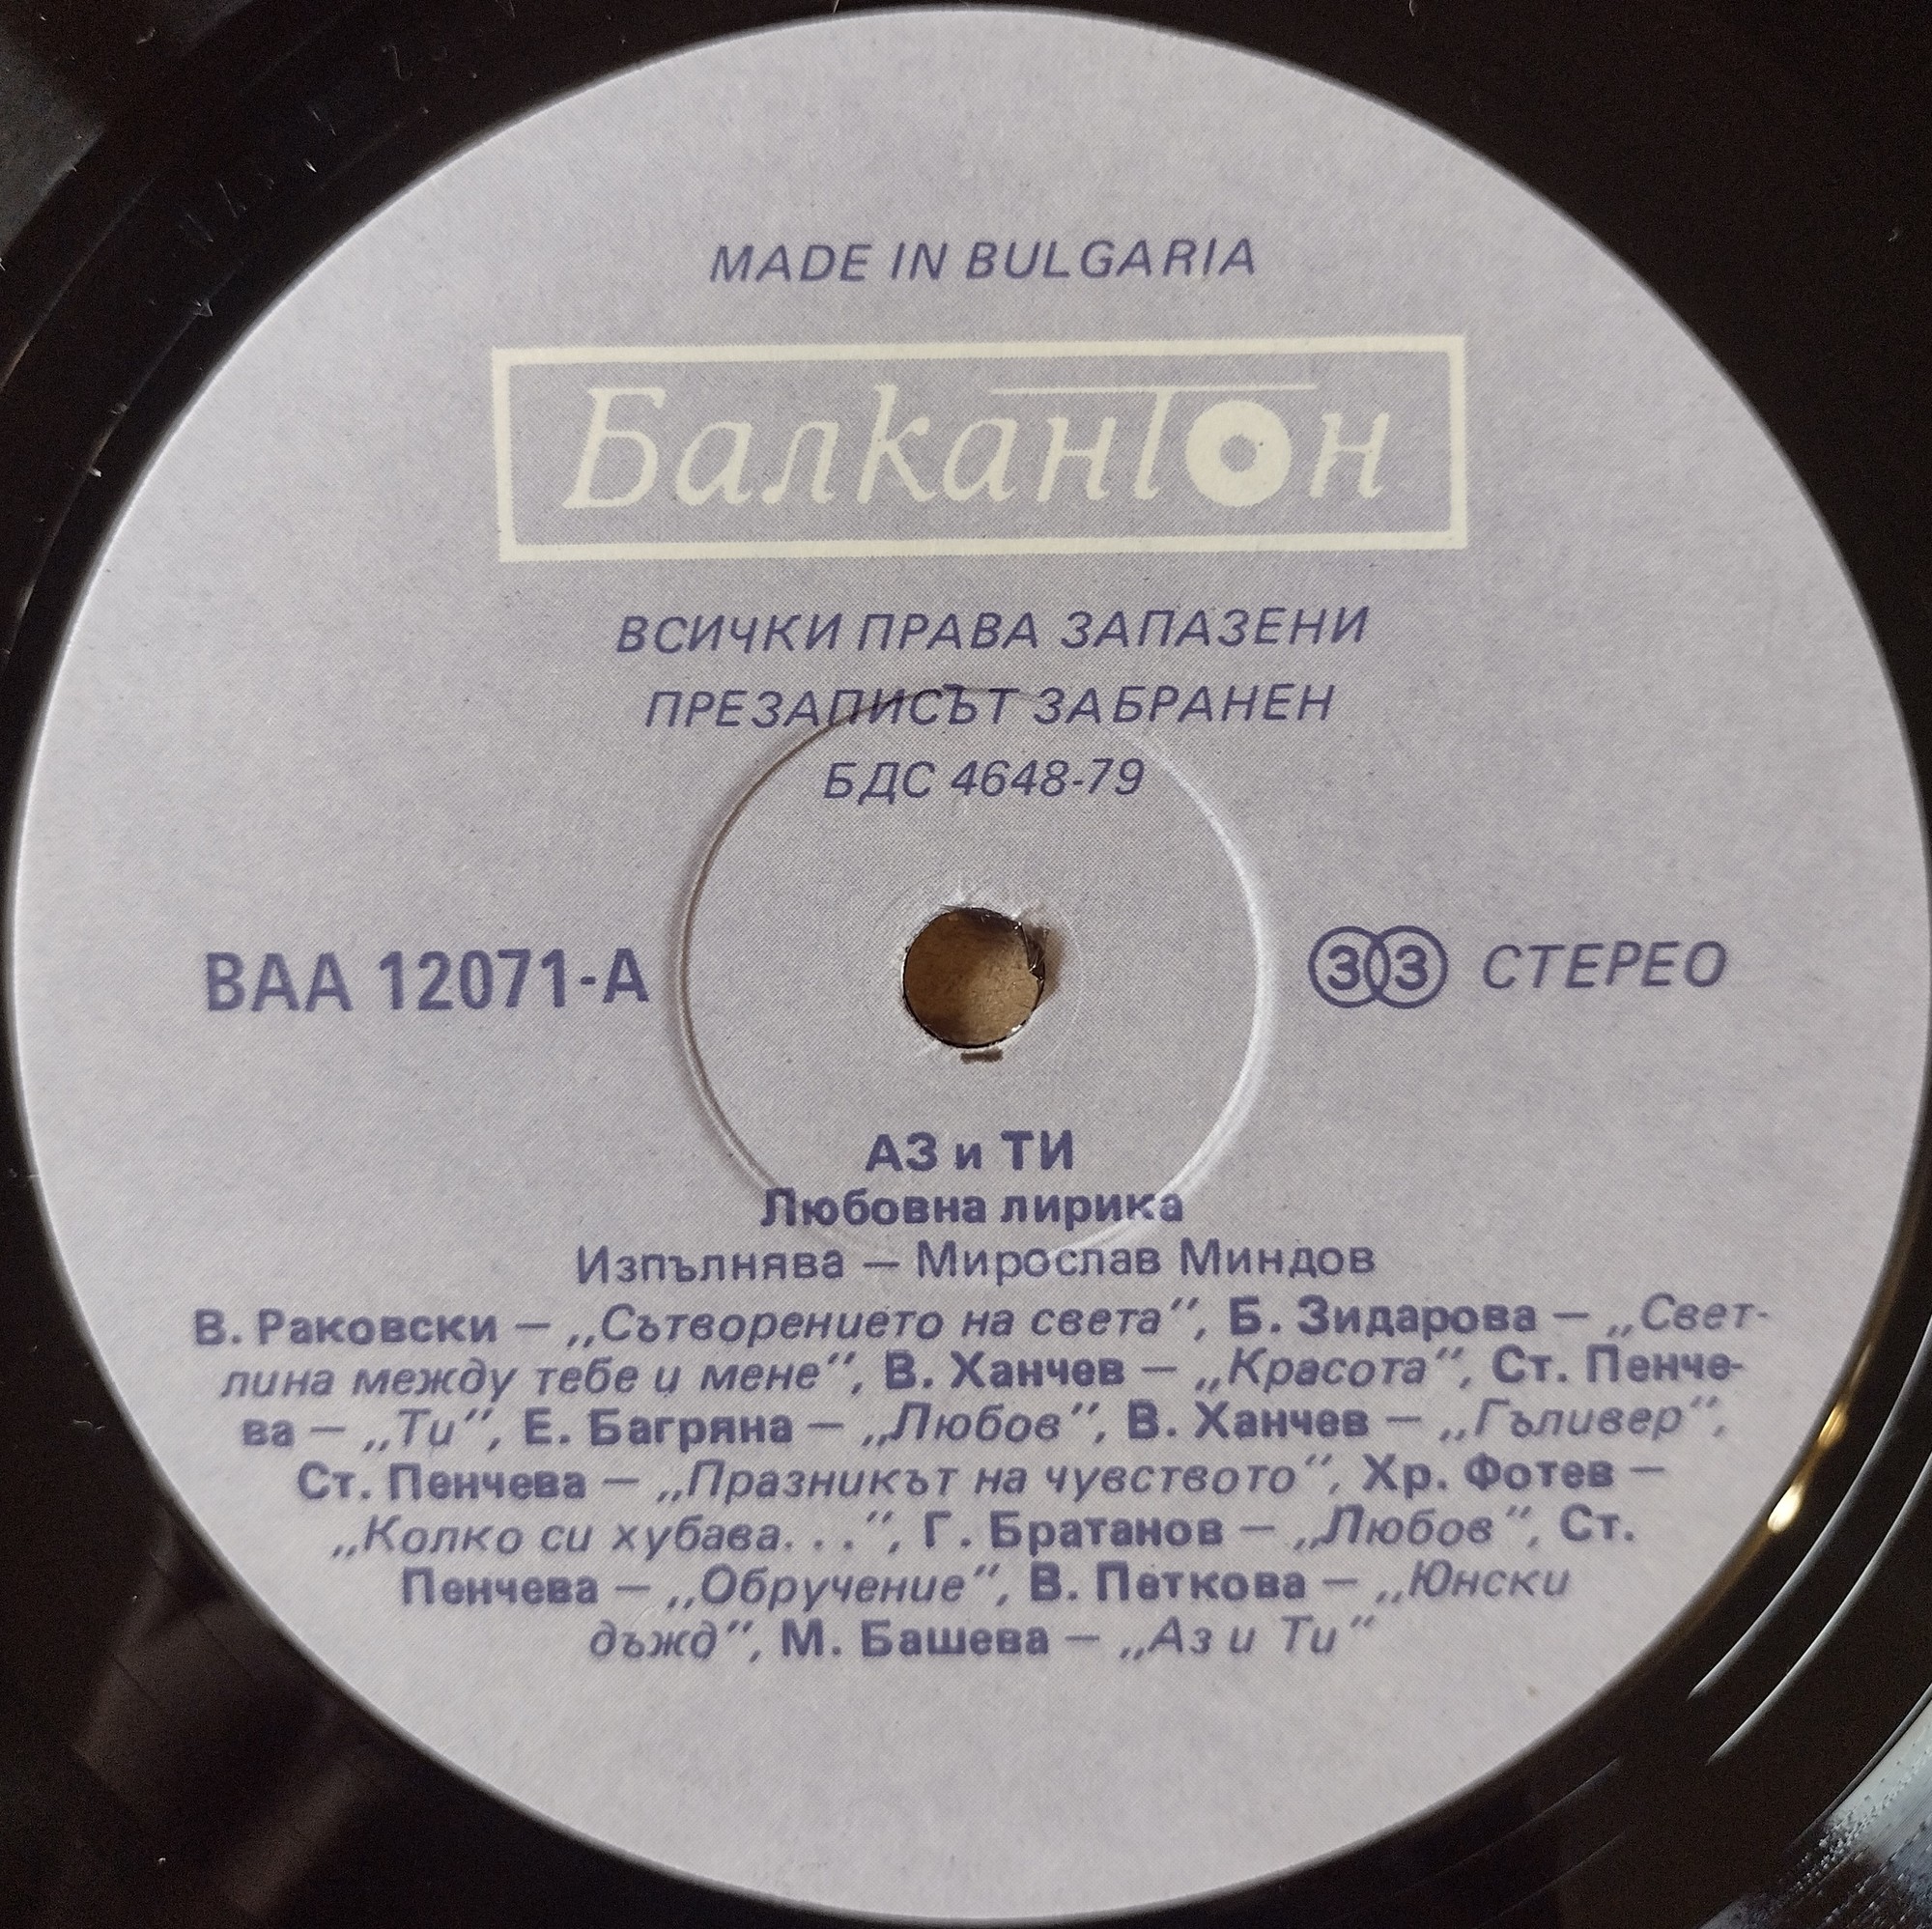 MADE IN BULGARIA
Балкантон
ВСИЧКИ ПРАВА ЗАПАЗЕНИ
ПРЕЗАПИСЪТ ЗАБРАНЕН
БДС 4648-79
ВАА 12071-А
33 СТЕРЕО
АЗ и ТИ
Любовна лирика
Изпълнява — Мирослав Миндов
В. Раковски — „Сътворението на света“, Б. Зидарова — „Свет-
лина между тебе и мене“, В. Ханчев — „Красота“, Ст. Пенче-
ва — „Ти“, Е. Багряна — „Любов“, В. Ханчев — „Гъливер“,
Ст. Пенчева — „Празникът на чувството“, Хр. Фотев —
„Колко си хубава. . .“, Г. Братанов — „Любов“, Ст.
Пенчева — „Обручение“, В. Петкова — „Юнски
дъжд“, М. Башева — „Аз и Ти“